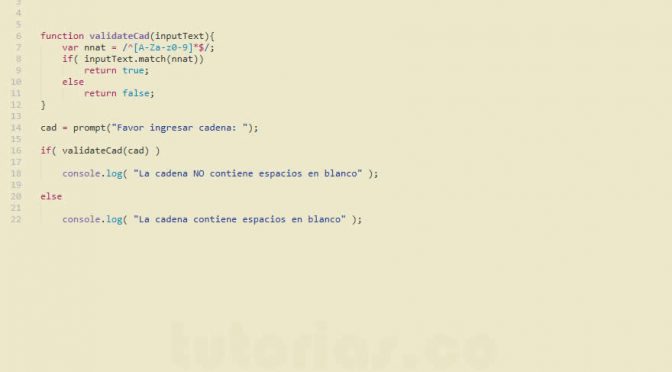 3
4
5
6 function validateCad(inputText){
7 var nnat = /^[A-Za-z0-9]*$/;
8 if( inputText.match(nnat))
9 return true;
10 else
11 return false;
12 }
13
14 cad = prompt("Favor ingresar cadena: ");
15
16 if( validateCad(cad) )
17
18 console.log( "La cadena NO contiene espacios en blanco" );
19
20 else
21
22 console.log( "La cadena contiene espacios en blanco" );
tutorias.co